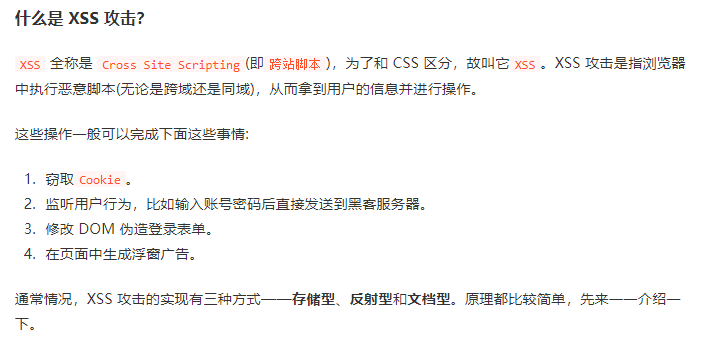 什么是 XSS 攻击?
XSS 全称是 Cross Site Scripting (即 跨站脚本 )，为了和 CSS 区分，故叫它 XSS 。XSS 攻击是指浏览器
中执行恶意脚本(无论是跨域还是同域)，从而拿到用户的信息并进行操作。
这些操作一般可以完成下面这些事情:
1. 窃取 Cookie 。
2. 监听用户行为，比如输入账号密码后直接发送到黑客服务器。
3. 修改 DOM 伪造登录表单。
4. 在页面中生成浮窗广告。
通常情况，XSS 攻击的实现有三种方式——存储型、反射型和文档型。原理都比较简单，先来一一介绍一
下。